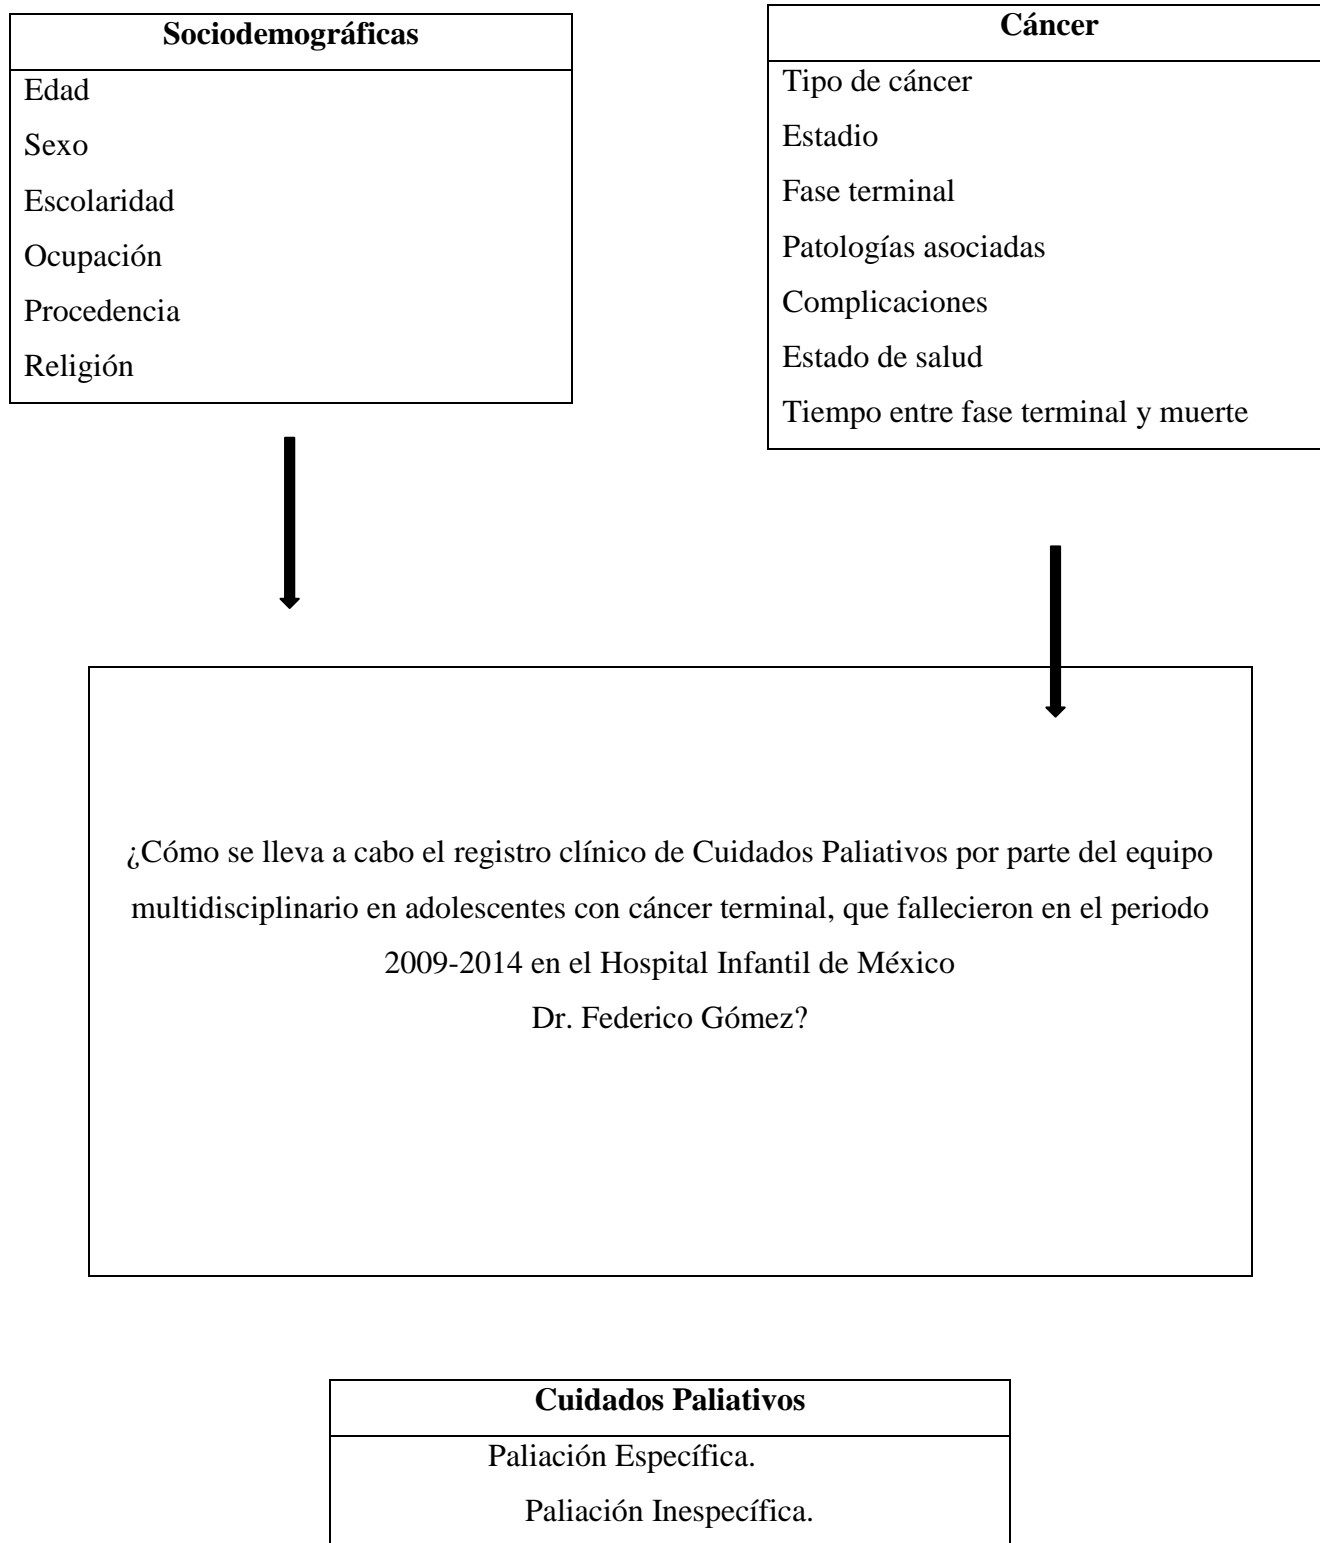 Sociodemográficas
Edad
Sexo
Escolaridad
Ocupación
Procedencia
Religión
Cáncer
Tipo de cáncer
Estadio
Fase terminal
Patologías asociadas
Complicaciones
Estado de salud
Tiempo entre fase terminal y muerte
¿Cómo se lleva a cabo el registro clínico de Cuidados Paliativos por parte del equipo
multidisciplinario en adolescentes con cáncer terminal, que fallecieron en el periodo
2009-2014 en el Hospital Infantil de México
Dr. Federico Gómez?
Cuidados Paliativos
Paliación Específica.
Paliación Inespecífica.